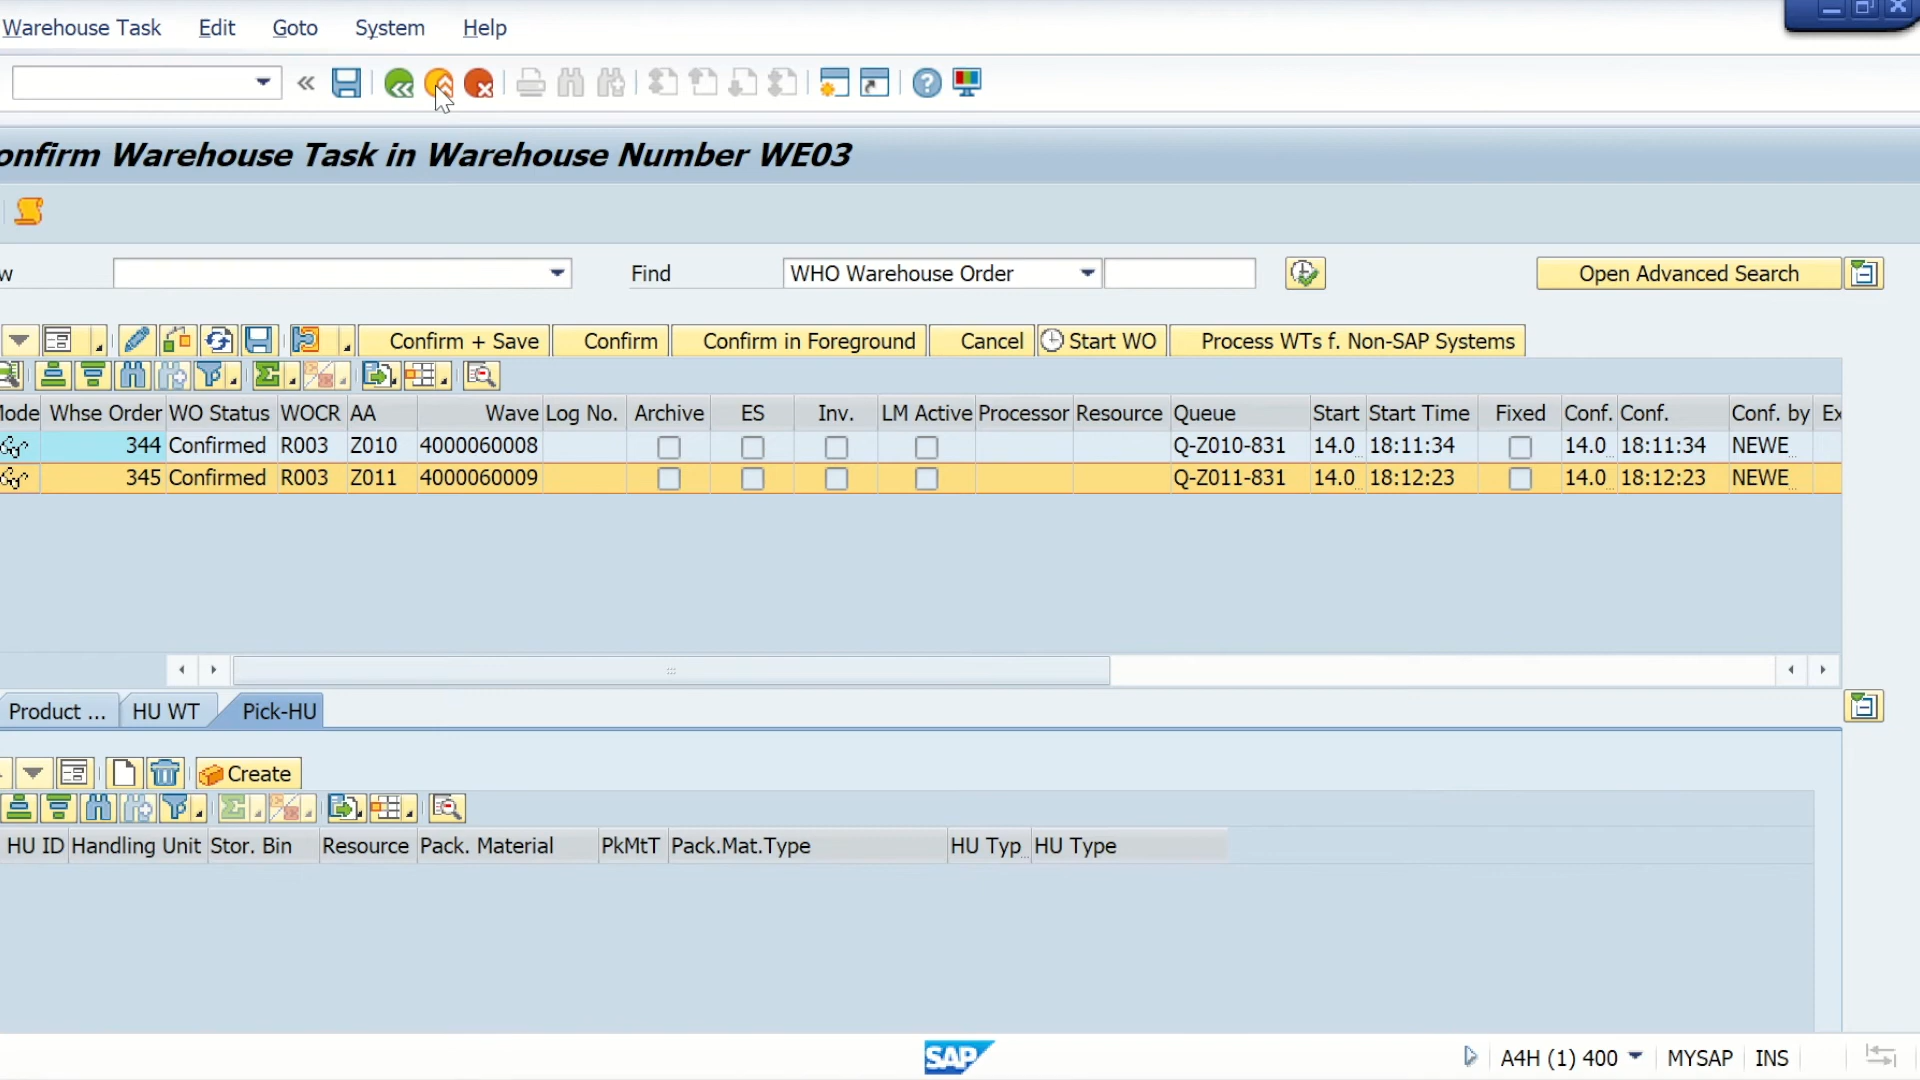 Warehouse Task Edit Goto System Help
onfirm Warehouse Task in Warehouse Number WE03
w Find WHO Warehouse Order Open Advanced Search
Confirm + Save Confirm Confirm in Foreground Cancel Start WO Process WTs f. Non-SAP Systems
Mode Whse Order WO Status WOCR AA Wave Log No. Archive ES Inv. LM Active Processor Resource Queue Start Start Time Fixed Conf. Conf. Conf. by Ex
344 Confirmed R003 Z010 4000060008 Q-Z010-831 14.0 18:11:34 14.0 18:11:34 NEWE
345 Confirmed R003 Z011 4000060009 Q-Z011-831 14.0 18:12:23 14.0 18:12:23 NEWE
Product ... HU WT Pick-HU
Create
HU ID Handling Unit Stor. Bin Resource Pack. Material PkMtT Pack.Mat.Type HU Typ HU Type
SAP A4H (1) 400 MYSAP INS